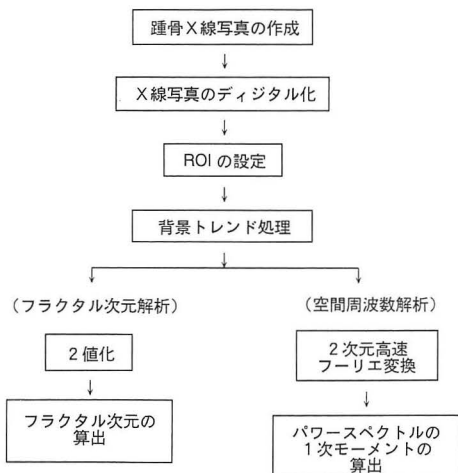 踵骨X線写真の作成
↓
X線写真のディジタル化
↓
ROIの設定
↓
背景トレンド処理
(フラクタル次元解析)
2値化
↓
フラクタル次元の
算出
(空間周波数解析)
2次元高速
フーリエ変換
↓
パワースペクトルの
1次モーメントの
算出